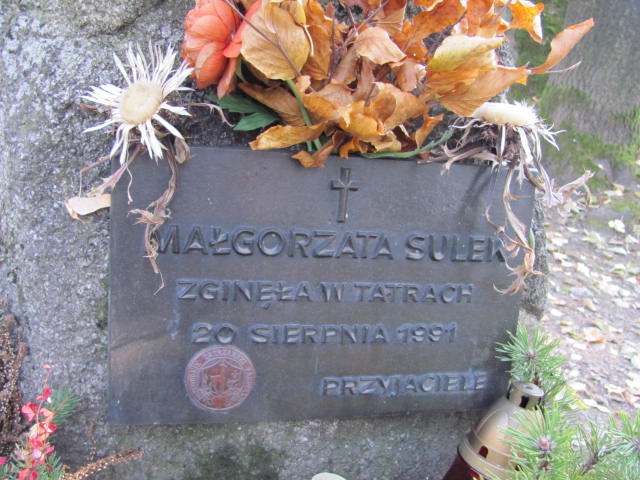 MAŁGORZATA SULEK
ZGINĘŁA W TATRACH
20 SIERPNIA 1991
PRZYJACIELE